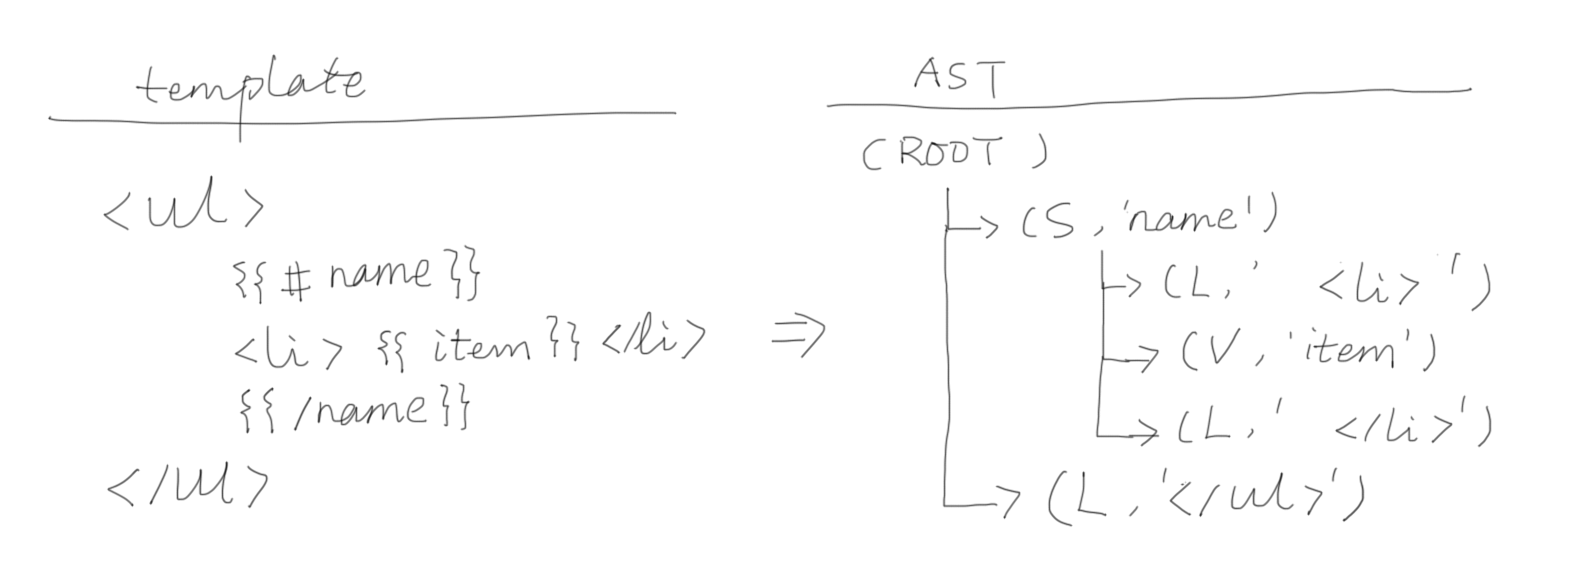 template
<ul>
{{ # name }}
<li> {{ item }} </li>
{{ /name }}
</ul>
⇒
AST
(ROOT)
(S, 'name')
(L, ' <li> ')
(V, 'item')
(L, ' </li>')
(L, '</ul>')